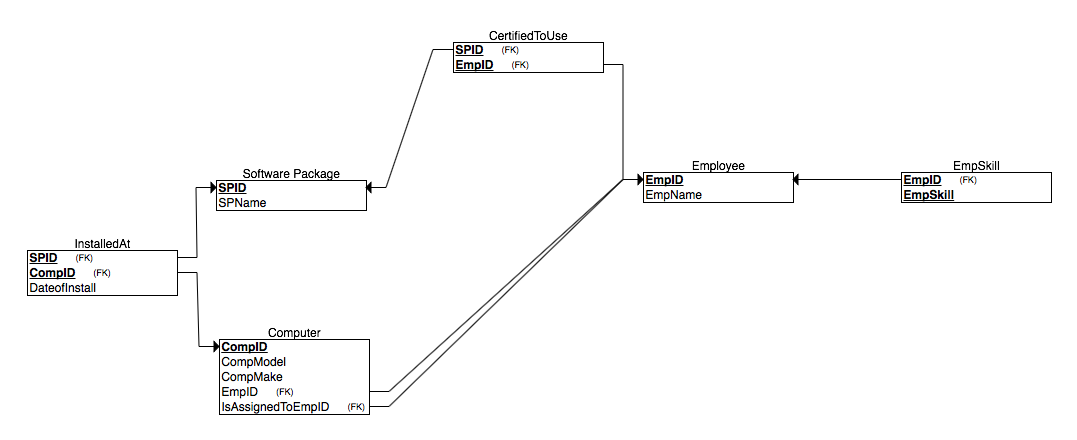 CertifiedToUse
SPID (FK)
EmpID (FK)
Software Package
SPID
SPName
Employee
EmpID
EmpName
EmpSkill
EmpID (FK)
EmpSkill
InstalledAt
SPID (FK)
CompID (FK)
DateofInstall
Computer
CompID
CompModel
CompMake
EmpID (FK)
IsAssignedToEmpID (FK)